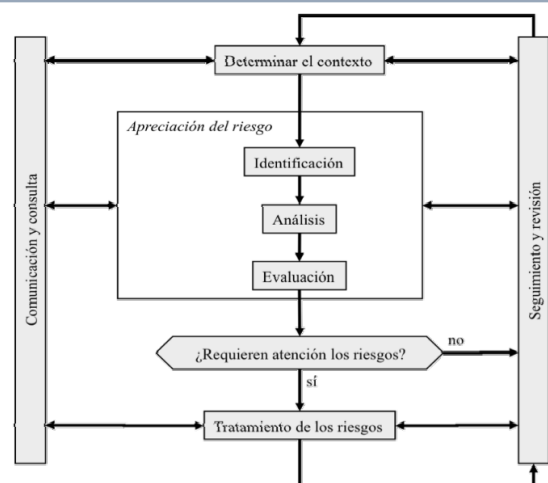 Determinar el contexto
Apreciación del riesgo
Identificación
Análisis
Evaluación
¿Requieren atención los riesgos?
no
sí
Tratamiento de los riesgos
Comunicación y consulta
Seguimiento y revisión